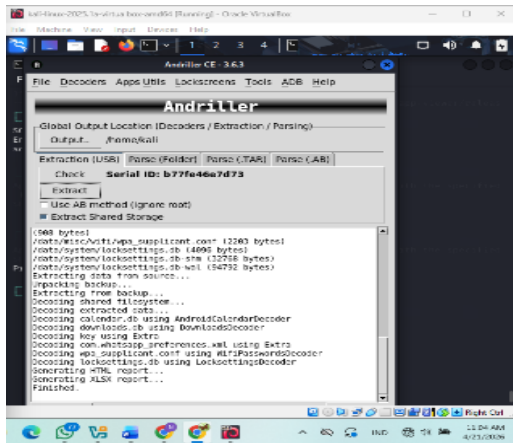 kali-linux-2025.1a-virtualbox-amd64 [Running] - Oracle VirtualBox
File Machine View Input Devices Help
1 2 3 4
Andriller CE - 3.6.3
File Decoders Apps Utils Lockscreens Tools ADB Help
Andriller
Global Output Location (Decoders / Extraction / Parsing)
Output.. /home/kali
Extraction (USB) Parse (Folder) Parse (.TAR) Parse (.AB)
Check Serial ID: b77fe46e7d73
Extract
Use AB method (ignore root)
Extract Shared Storage
(908 bytes)
/data/misc/wifi/wpa_supplicant.conf (2203 bytes)
/data/system/locksettings.db (4096 bytes)
/data/system/locksettings.db-shm (32768 bytes)
/data/system/locksettings.db-wal (94792 bytes)
Extracting data from source...
Unpacking backup...
Extracting from backup...
Decoding shared filesystem...
Decoding extracted data...
Decoding calendar.db using AndroidCalendarDecoder
Decoding downloads.db using DownloadsDecoder
Decoding key using Extra
Decoding com.whatsapp_preferences.xml using Extra
Decoding wpa_supplicant.conf using WifiPasswordsDecoder
Decoding locksettings.db using LocksettingsDecoder
Generating HTML report...
Generating XLSX report...
Finished.
Right Ctrl
IND
11:04 AM
4/21/2026